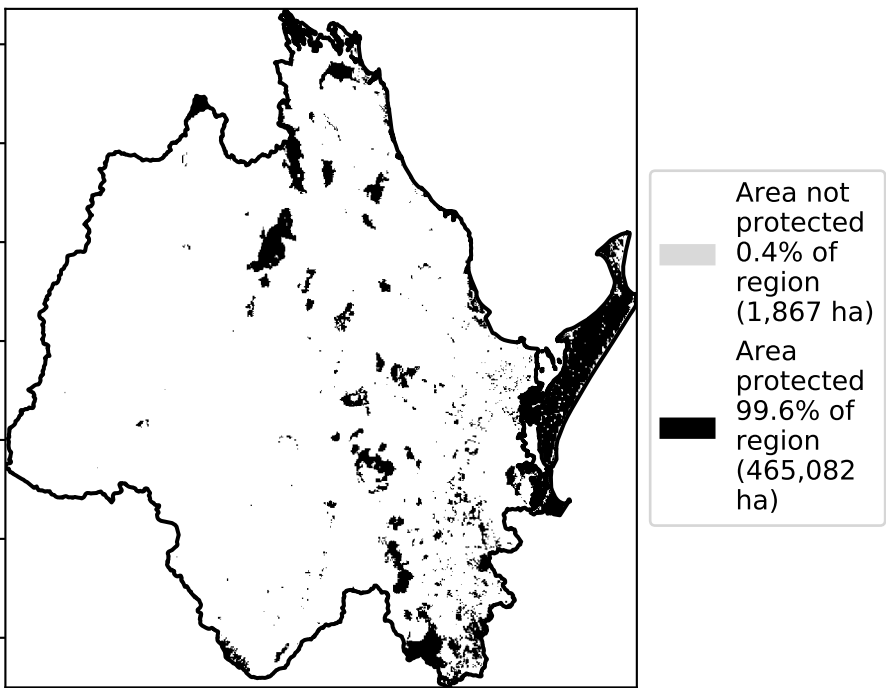 Area not
protected
0.4% of
region
(1,867 ha)
Area
protected
99.6% of
region
(465,082
ha)